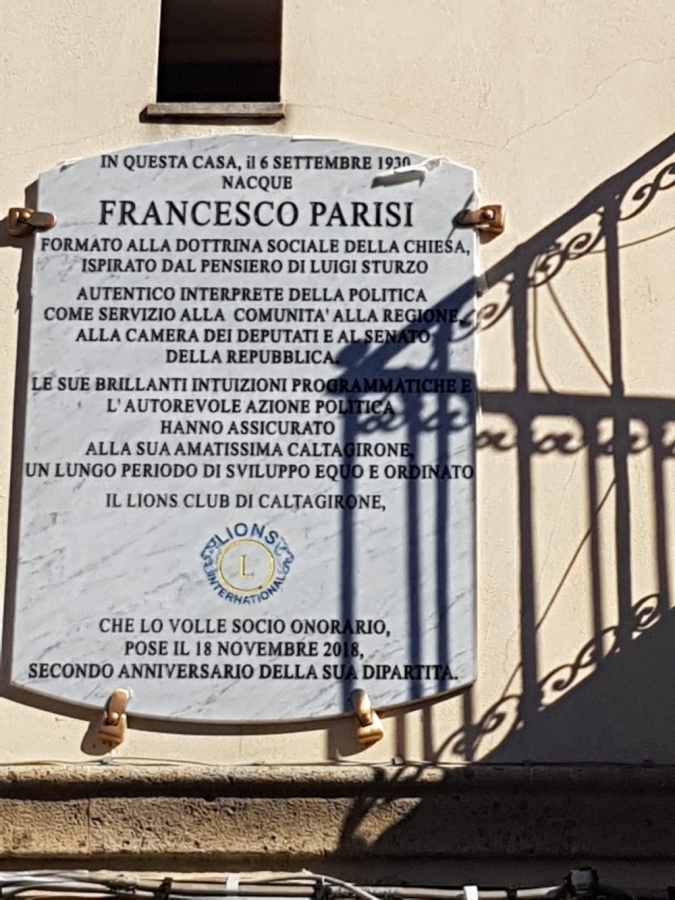 IN QUESTA CASA, il 6 SETTEMBRE 1930
NACQUE
FRANCESCO PARISI
FORMATO ALLA DOTTRINA SOCIALE DELLA CHIESA,
ISPIRATO DAL PENSIERO DI LUIGI STURZO
AUTENTICO INTERPRETE DELLA POLITICA
COME SERVIZIO ALLA COMUNITA' ALLA REGIONE,
ALLA CAMERA DEI DEPUTATI E AL SENATO
DELLA REPUBBLICA.
LE SUE BRILLANTI INTUIZIONI PROGRAMMATICHE E
L'AUTOREVOLE AZIONE POLITICA
HANNO ASSICURATO
ALLA SUA AMATISSIMA CALTAGIRONE,
UN LUNGO PERIODO DI SVILUPPO EQUO E ORDINATO
IL LIONS CLUB DI CALTAGIRONE,
LIONS
L
INTERNATIONAL
CHE LO VOLLE SOCIO ONORARIO,
POSE IL 18 NOVEMBRE 2018,
SECONDO ANNIVERSARIO DELLA SUA DIPARTITA.